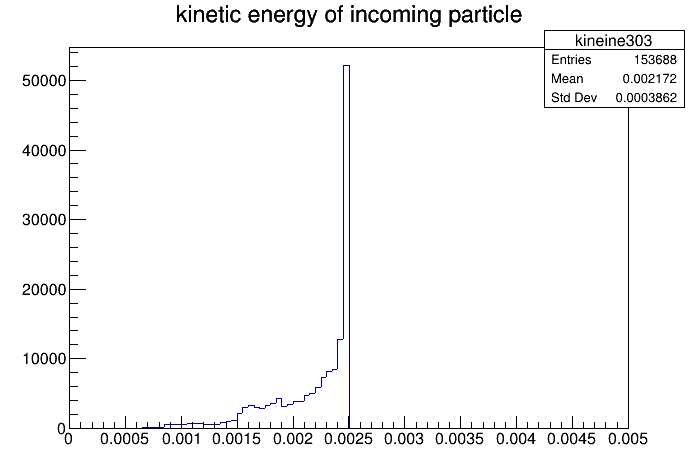 kinetic energy of incoming particle
kineine303
Entries 153688
Mean 0.002172
Std Dev 0.0003862
50000
40000
30000
20000
10000
0
0 0.0005 0.001 0.0015 0.002 0.0025 0.003 0.0035 0.004 0.0045 0.005